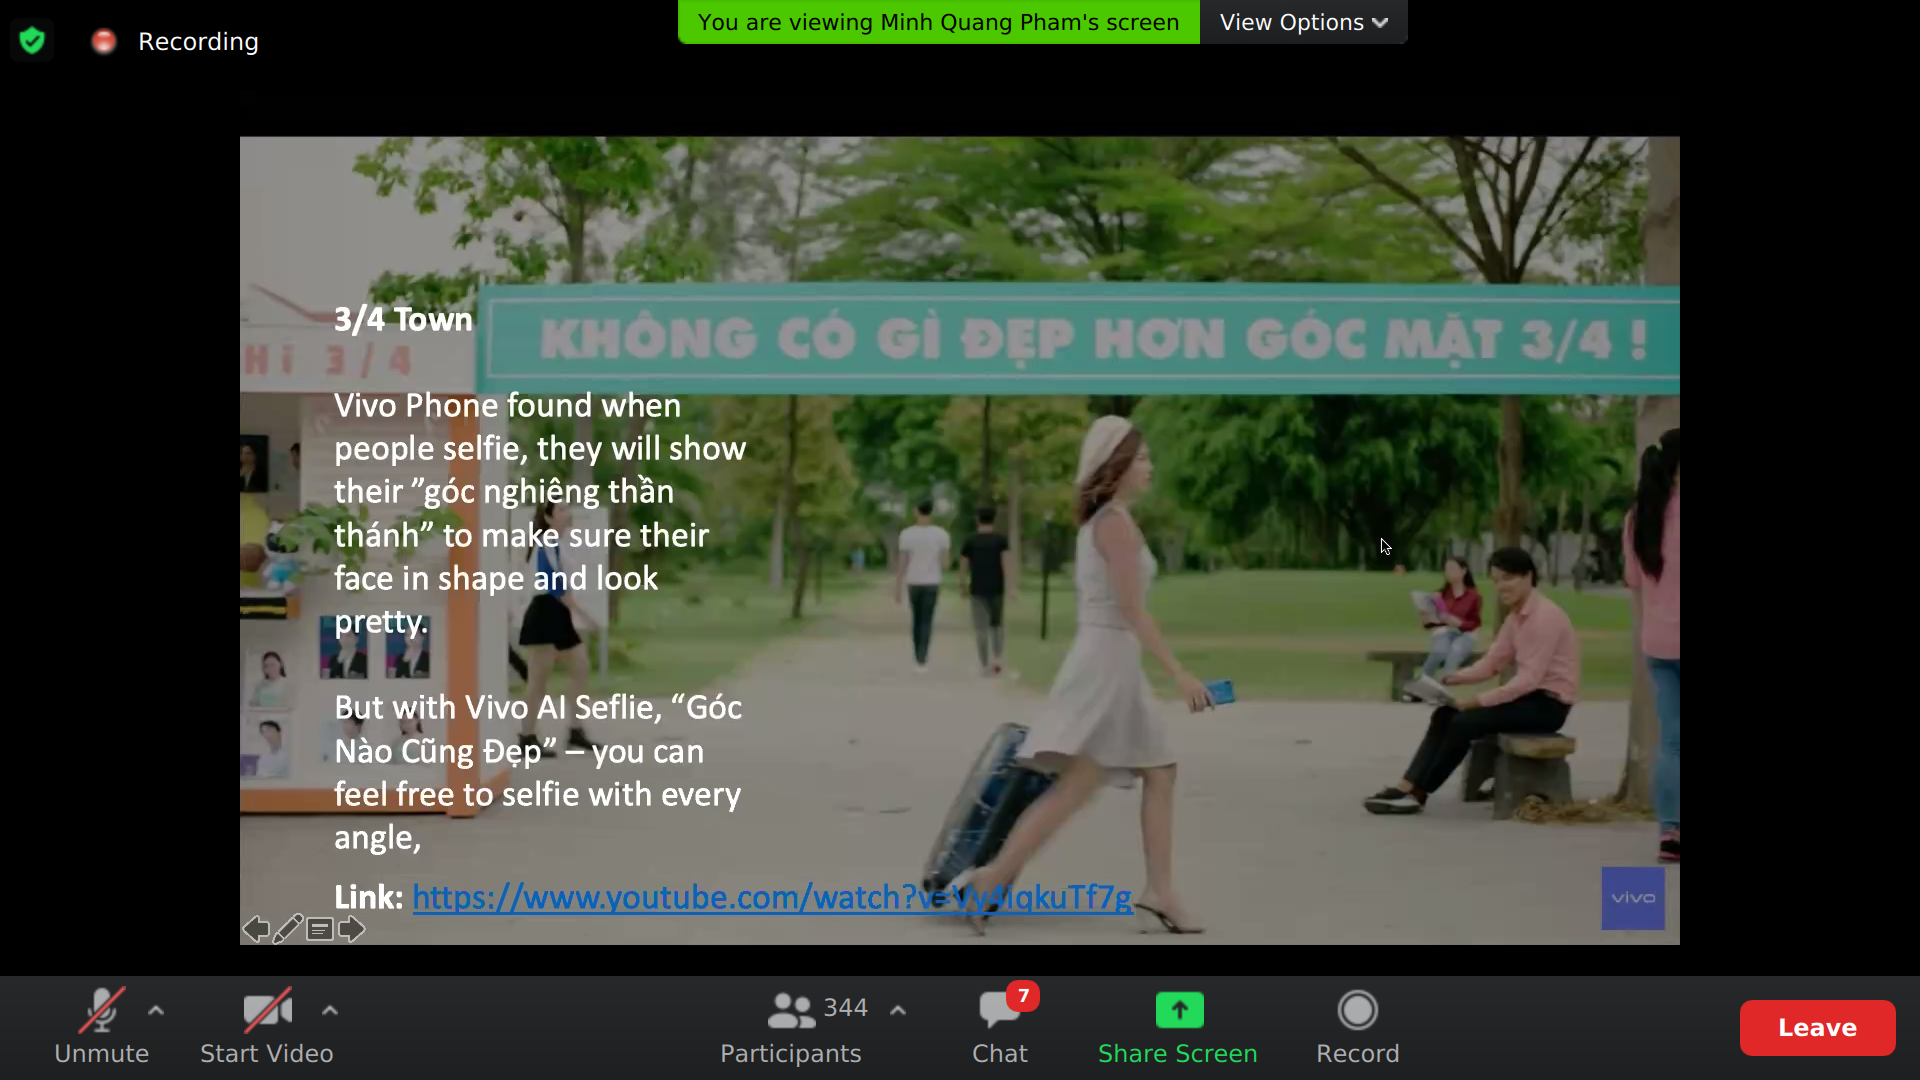 You are viewing Minh Quang Pham's screen
View Options
Recording
3/4 Town
KHÔNG CÓ GÌ ĐẸP HƠN GÓC MẶT 3/4 !
Hi 3/4
Vivo Phone found when
people selfie, they will show
their ”góc nghiêng thần
thánh” to make sure their
face in shape and look
pretty.
But with Vivo AI Seflie, “Góc
Nào Cũng Đẹp” – you can
feel free to selfie with every
angle,
Link: https://www.youtube.com/watch?v=Vy4iqkuTf7g
vivo
Unmute
Start Video
344
Participants
7
Chat
Share Screen
Record
Leave